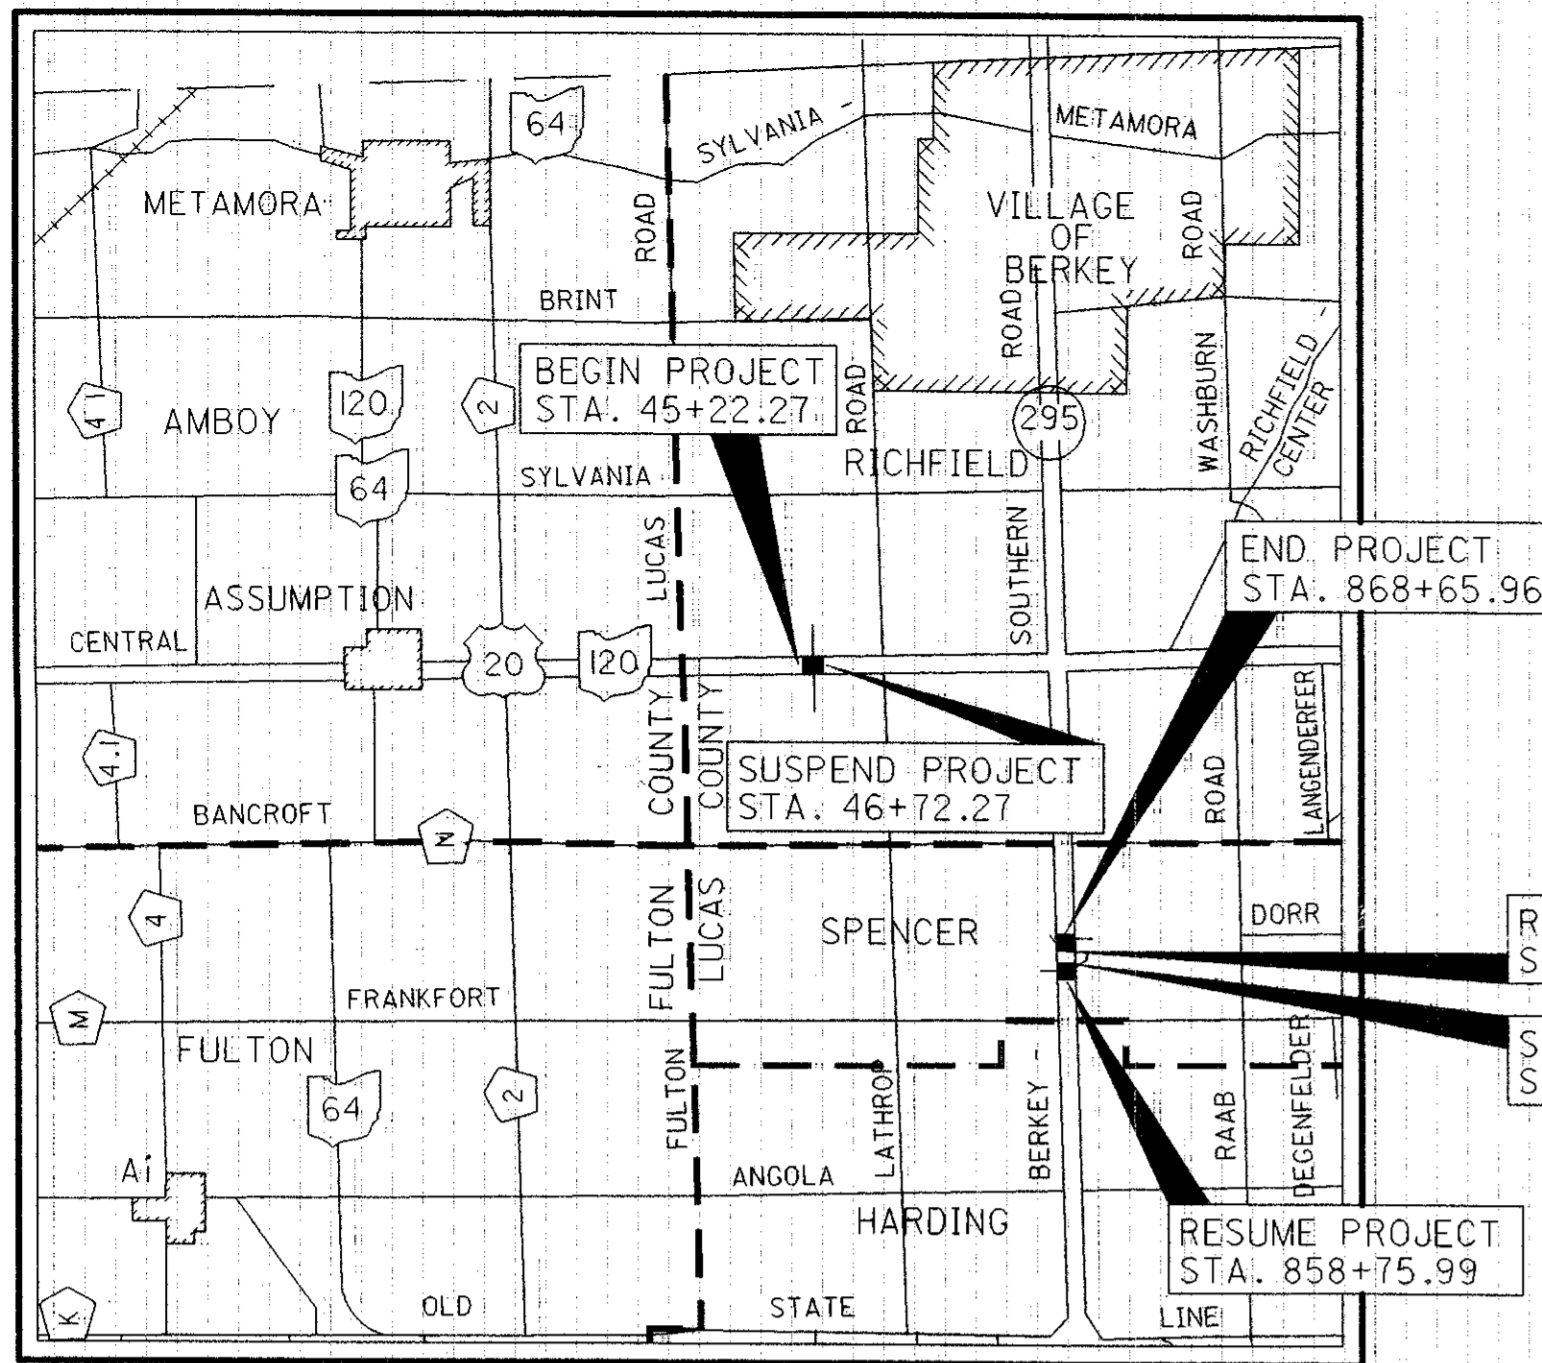 64
SYLVANIA -
METAMORA
METAMORA
ROAD
VILLAGE
OF
BERKEY
ROAD
BRINT
ROAD
BEGIN PROJECT
STA. 45+22.27
ROAD
WASHBURN
RICHFIELD -
CENTER
4.1
AMBOY
120
2
295
RICHFIELD
64
SYLVANIA
LUCAS
SOUTHERN
END PROJECT
STA. 868+65.96
ASSUMPTION
CENTRAL
20
120
COUNTY
COUNTY
LANGENDERFER
4.1
SUSPEND PROJECT
STA. 46+72.27
ROAD
BANCROFT
4
FULTON
LUCAS
SPENCER
DORR
R
S
M
FRANKFORT
FULTON
S
S
64
2
FULTON
LATHROP
BERKEY -
RAAB
DEGENFELDER
Ai
ANGOLA
HARDING
RESUME PROJECT
STA. 858+75.99
K
OLD
STATE
LINE